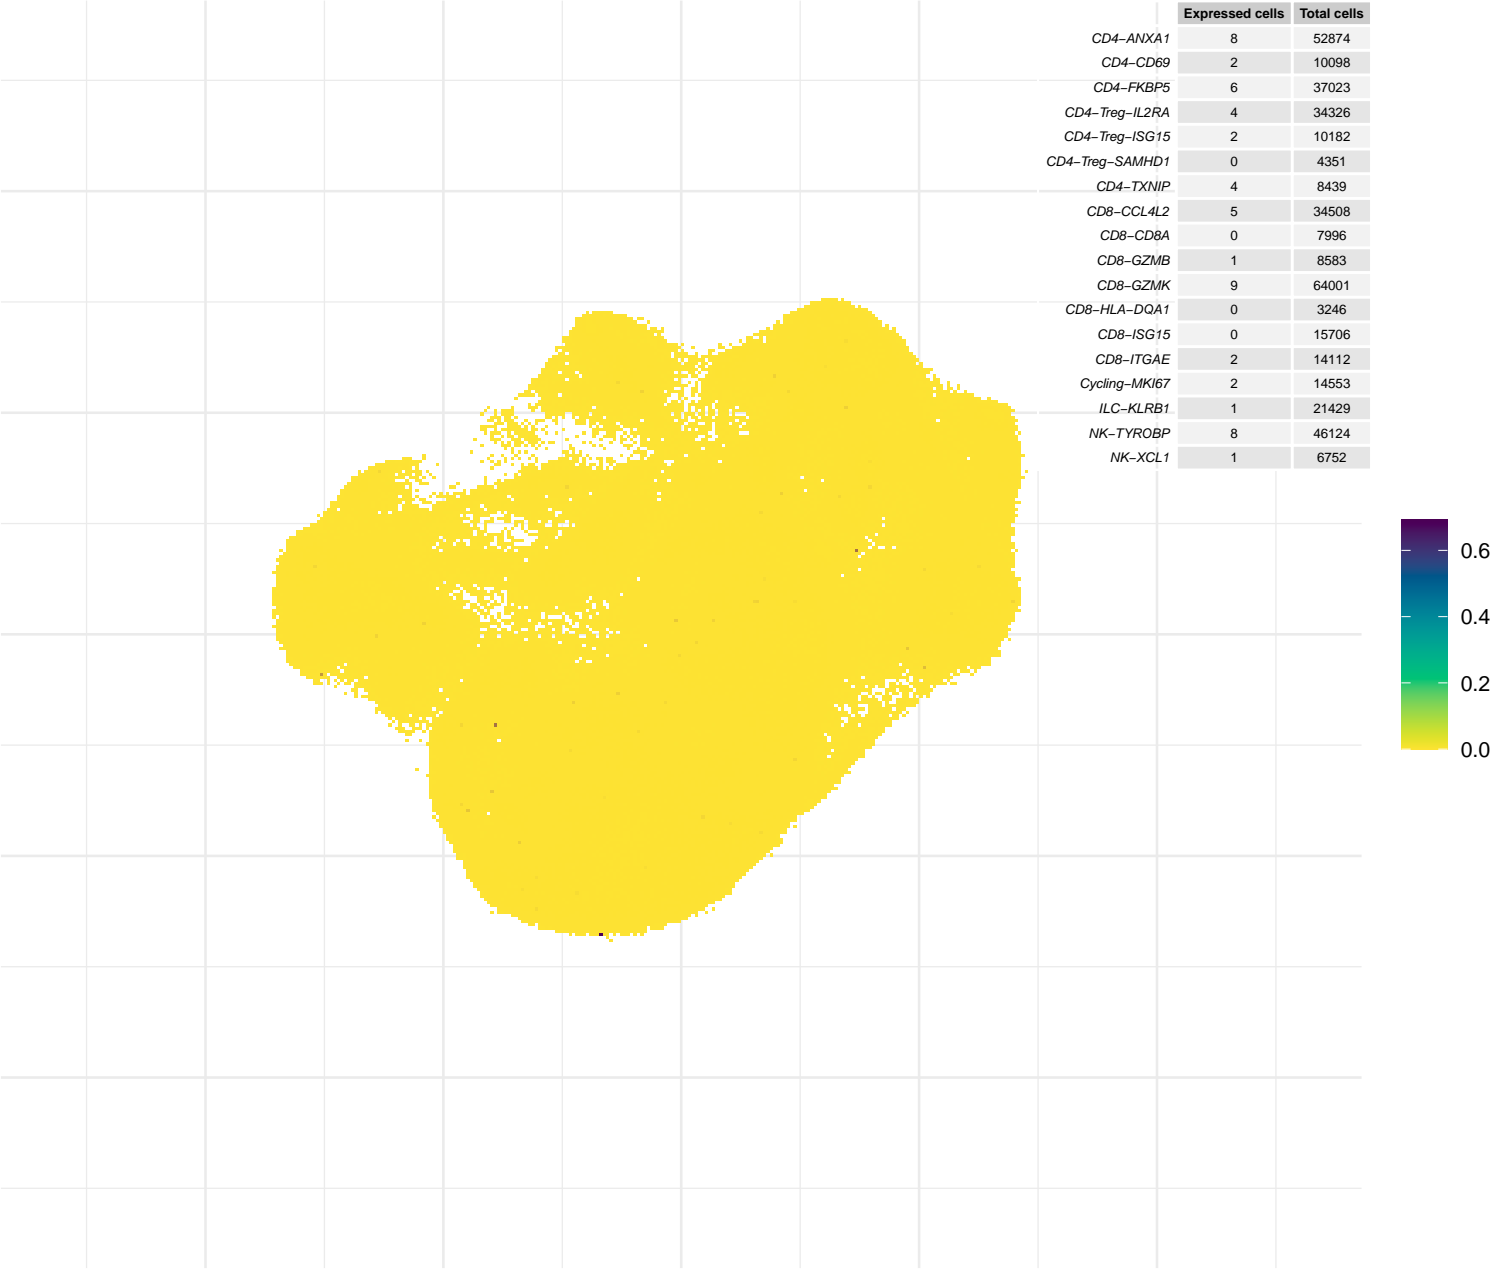 Expressed cells Total cells
CD4−ANXA1 8 52874
CD4−CD69 2 10098
CD4−FKBP5 6 37023
CD4−Treg−IL2RA 4 34326
CD4−Treg−ISG15 2 10182
CD4−Treg−SAMHD1 0 4351
CD4−TXNIP 4 8439
CD8−CCL4L2 5 34508
CD8−CD8A 0 7996
CD8−GZMB 1 8583
CD8−GZMK 9 64001
CD8−HLA−DQA1 0 3246
CD8−ISG15 0 15706
CD8−ITGAE 2 14112
Cycling−MKI67 2 14553
ILC−KLRB1 1 21429
NK−TYROBP 8 46124
NK−XCL1 1 6752
0.6
0.4
0.2
0.0